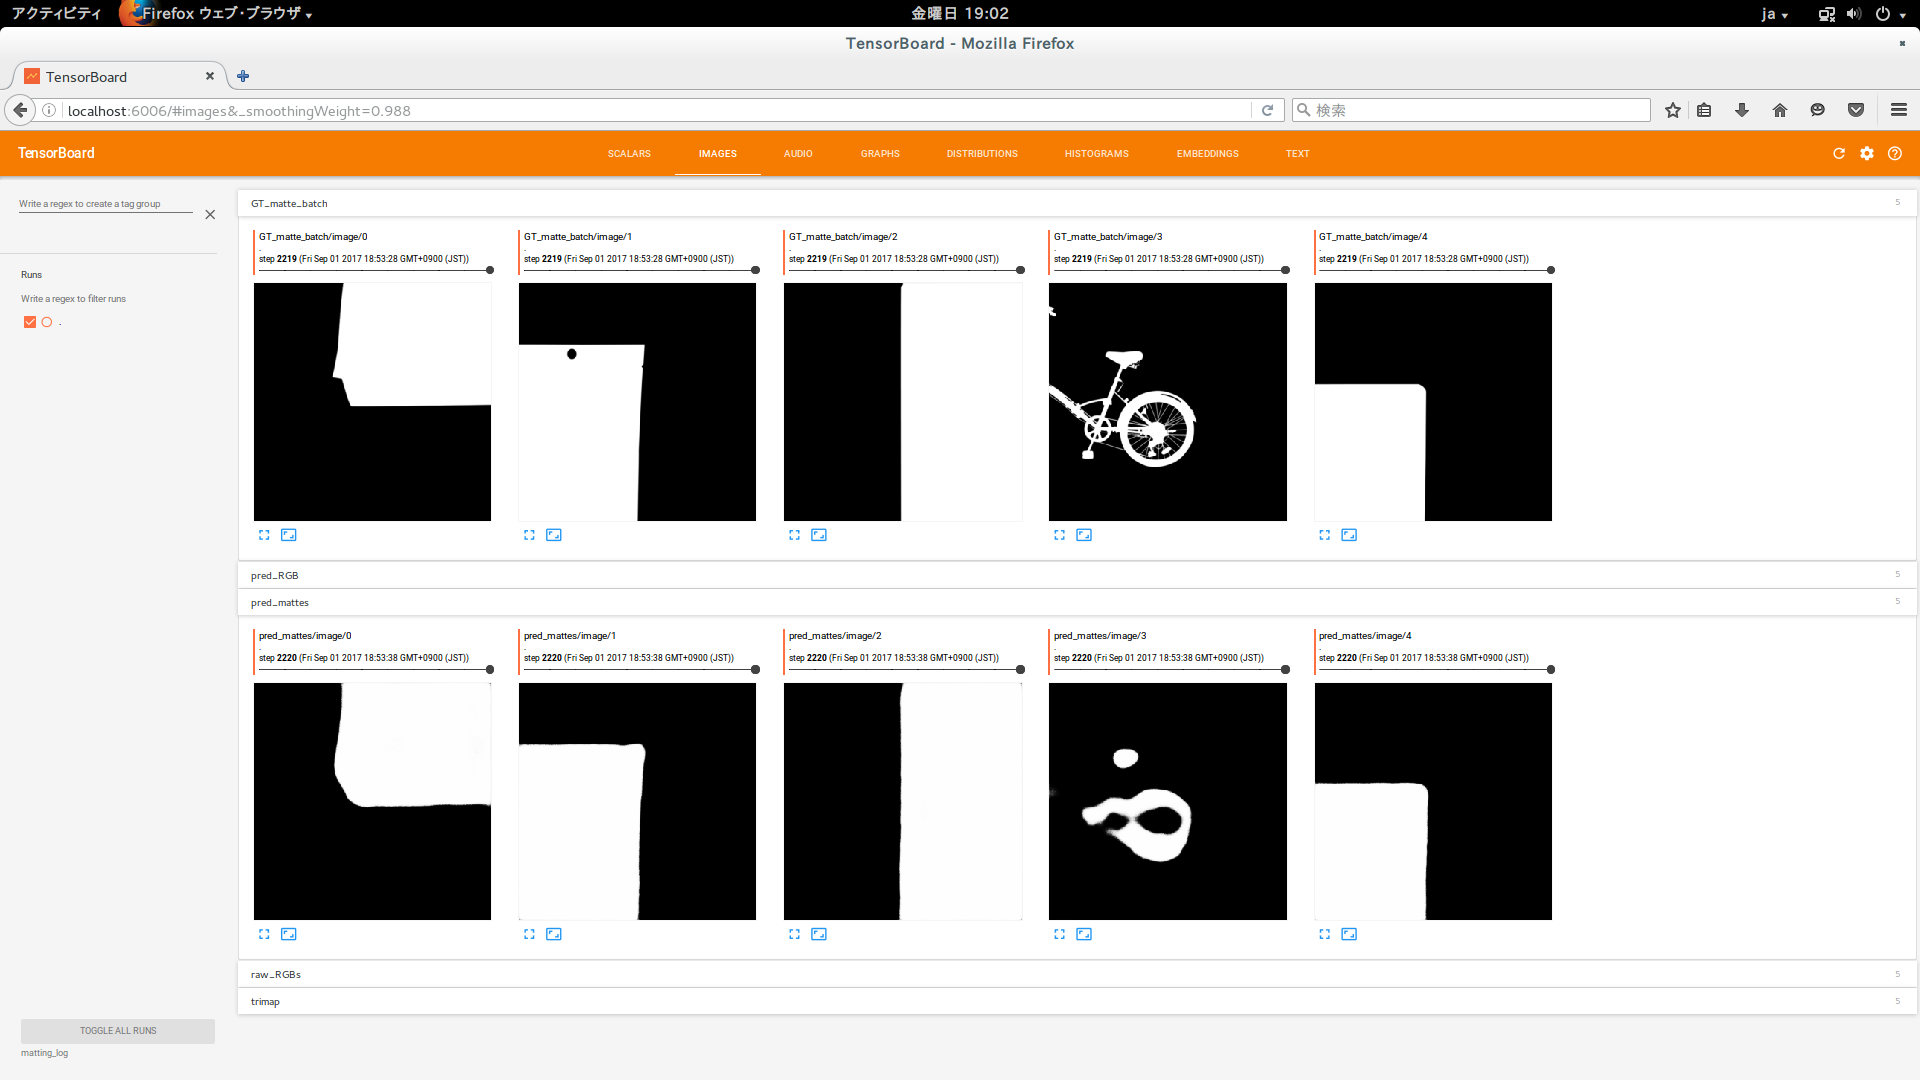 アクティビティ Firefox ウェブ・ブラウザ 金曜日 19:02 ja
TensorBoard - Mozilla Firefox
TensorBoard
localhost:6006/#images&_smoothingWeight=0.988 検索
TensorBoard SCALARS IMAGES AUDIO GRAPHS DISTRIBUTIONS HISTOGRAMS EMBEDDINGS TEXT
Write a regex to create a tag group
Runs
Write a regex to filter runs
.
TOGGLE ALL RUNS
matting_log
GT_matte_batch 5
GT_matte_batch/image/0
.
step 2219 (Fri Sep 01 2017 18:53:28 GMT+0900 (JST))
GT_matte_batch/image/1
.
step 2219 (Fri Sep 01 2017 18:53:28 GMT+0900 (JST))
GT_matte_batch/image/2
.
step 2219 (Fri Sep 01 2017 18:53:28 GMT+0900 (JST))
GT_matte_batch/image/3
.
step 2219 (Fri Sep 01 2017 18:53:28 GMT+0900 (JST))
GT_matte_batch/image/4
.
step 2219 (Fri Sep 01 2017 18:53:28 GMT+0900 (JST))
pred_RGB 5
pred_mattes 5
pred_mattes/image/0
.
step 2220 (Fri Sep 01 2017 18:53:38 GMT+0900 (JST))
pred_mattes/image/1
.
step 2220 (Fri Sep 01 2017 18:53:38 GMT+0900 (JST))
pred_mattes/image/2
.
step 2220 (Fri Sep 01 2017 18:53:38 GMT+0900 (JST))
pred_mattes/image/3
.
step 2220 (Fri Sep 01 2017 18:53:38 GMT+0900 (JST))
pred_mattes/image/4
.
step 2220 (Fri Sep 01 2017 18:53:38 GMT+0900 (JST))
raw_RGBs 5
trimap 5